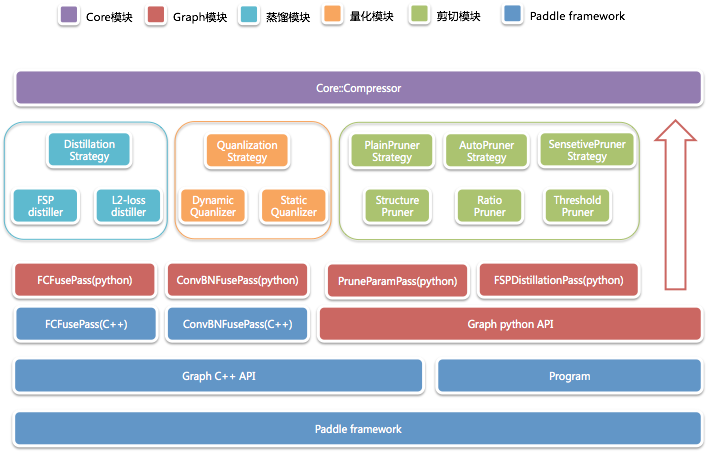 Core模块
Graph模块
蒸馏模块
量化模块
剪切模块
Paddle framework
Core::Compressor
Distillation
Strategy
FSP
distiller
L2-loss
distiller
Quanlization
Strategy
Dynamic
Quanlizer
Static
Quanlizer
PlainPruner
Strategy
AutoPruner
Strategy
SensetivePruner
Strategy
Structure
Pruner
Ratio
Pruner
Threshold
Pruner
FCFusePass(python)
ConvBNFusePass(python)
PruneParamPass(python)
FSPDistillationPass(python)
FCFusePass(C++)
ConvBNFusePass(C++)
Graph python API
Graph C++ API
Program
Paddle framework